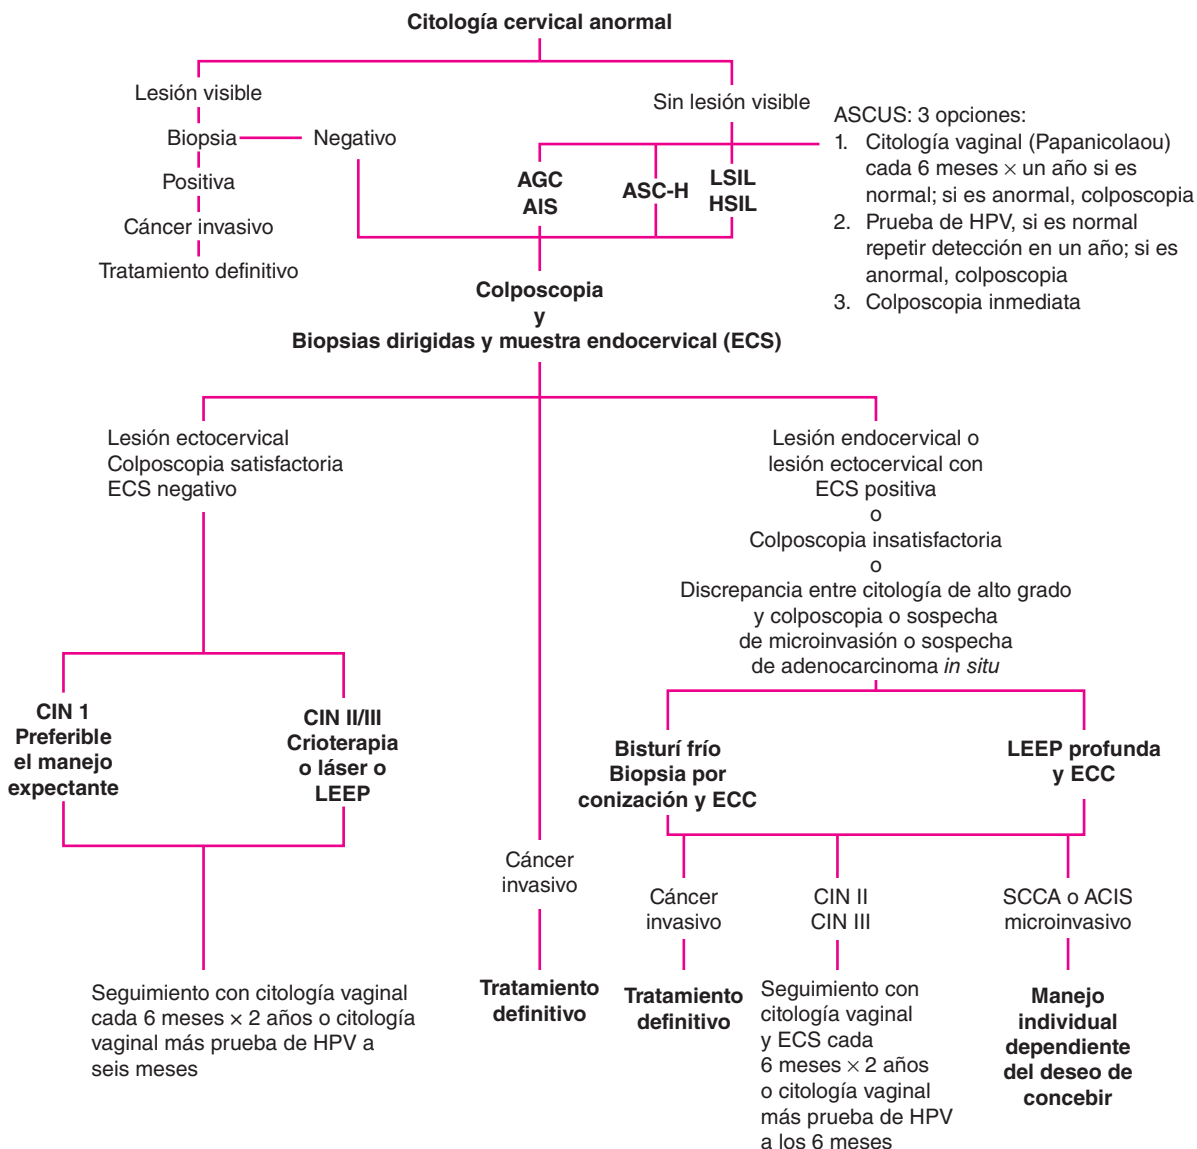 Citología cervical anormal
Lesión visible
Sin lesión visible
Biopsia
Negativo
Positiva
Cáncer invasivo
Tratamiento definitivo
AGC
AIS
ASC-H
LSIL
HSIL
ASCUS: 3 opciones:
1. Citología vaginal (Papanicolaou)
cada 6 meses × un año si es
normal; si es anormal, colposcopia
2. Prueba de HPV, si es normal
repetir detección en un año; si es
anormal, colposcopia
3. Colposcopia inmediata
Colposcopia
y
Biopsias dirigidas y muestra endocervical (ECS)
Lesión ectocervical
Colposcopia satisfactoria
ECS negativo
Lesión endocervical o
lesión ectocervical con
ECS positiva
o
Colposcopia insatisfactoria
o
Discrepancia entre citología de alto grado
y colposcopia o sospecha
de microinvasión o sospecha
de adenocarcinoma in situ
CIN 1
Preferible
el manejo
expectante
CIN II/III
Crioterapia
o láser o
LEEP
Bisturí frío
Biopsia por
conización y ECC
LEEP profunda
y ECC
Cáncer
invasivo
Cáncer
invasivo
CIN II
CIN III
SCCA o ACIS
microinvasivo
Seguimiento con citología vaginal
cada 6 meses × 2 años o citología
vaginal más prueba de HPV a
seis meses
Tratamiento
definitivo
Tratamiento
definitivo
Seguimiento con
citología vaginal
y ECS cada
6 meses × 2 años
o citología vaginal
más prueba de HPV
a los 6 meses
Manejo
individual
dependiente
del deseo de
concebir